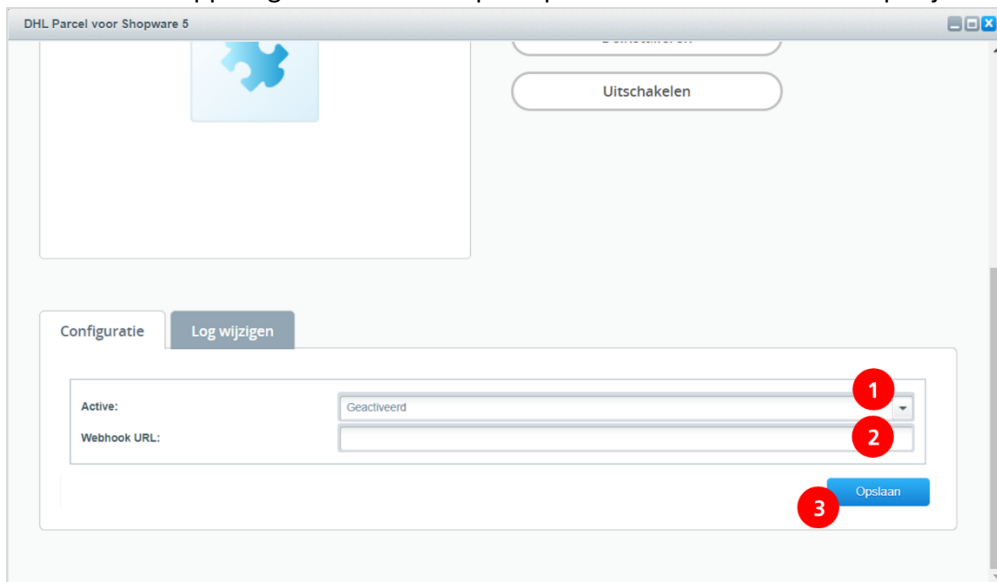 DHL Parcel voor Shopware 5
Uitschakelen
Configuratie
Log wijzigen
Active:
Geactiveerd
1
Webhook URL:
2
Opslaan
3